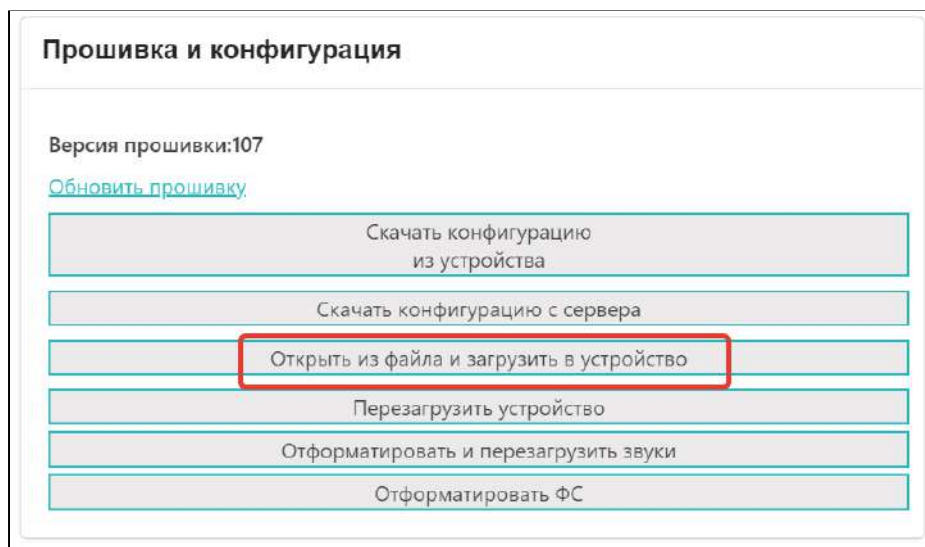 Прошивка и конфигурация
Версия прошивки:107
Обновить прошивку
Скачать конфигурацию
из устройства
Скачать конфигурацию с сервера
Открыть из файла и загрузить в устройство
Перезагрузить устройство
Отформатировать и перезагрузить звуки
Отформатировать ФС